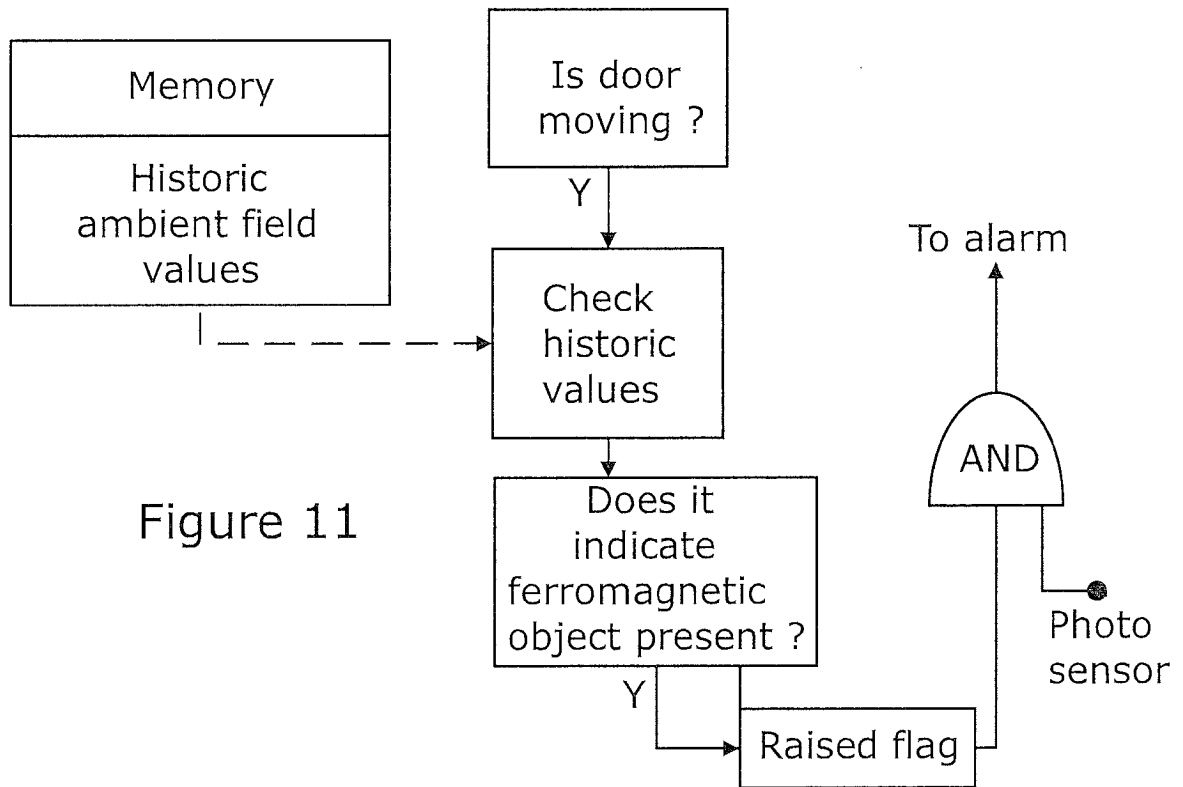 Memory
Historic
ambient field
values
Is door
moving ?
Y
Check
historic
values
Does it
indicate
ferromagnetic
object present ?
Y
Raised flag
To alarm
AND
Photo
sensor
Figure 11